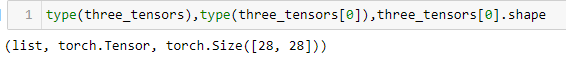 1 type(three_tensors),type(three_tensors[0]),three_tensors[0].shape
(list, torch.Tensor, torch.Size([28, 28]))